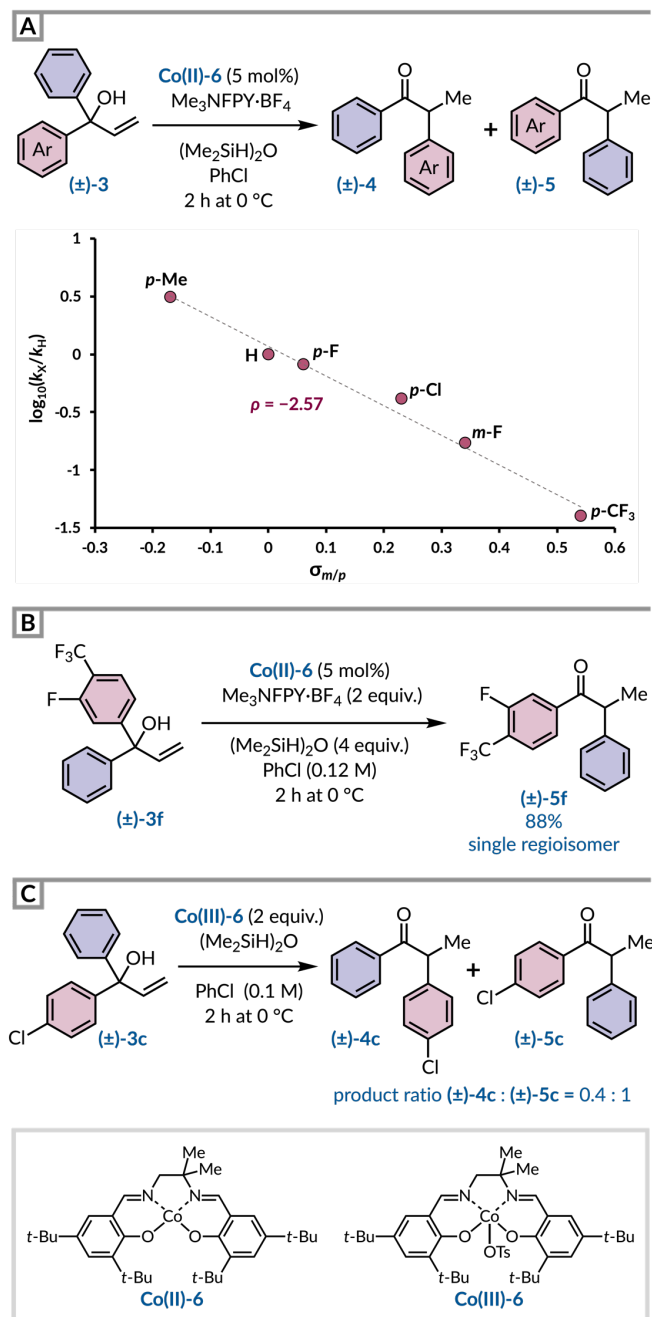 A
OH
Ar
(±)-3
Co(II)-6 (5 mol%)
Me₃NFPY·BF₄
(Me₂SiH)₂O
PhCl
2 h at 0 °C
O
Me
Ar
(±)-4
+
O
Me
Ar
(±)-5
log₁₀(kX/kH)
1
0.5
0
-0.5
-1
-1.5
p-Me
H
p-F
p-Cl
m-F
p-CF₃
ρ = −2.57
-0.3
-0.2
-0.1
0
0.1
0.2
0.3
0.4
0.5
0.6
σm/p
B
F₃C
F
OH
(±)-3f
Co(II)-6 (5 mol%)
Me₃NFPY·BF₄ (2 equiv.)
(Me₂SiH)₂O (4 equiv.)
PhCl (0.12 M)
2 h at 0 °C
O
Me
F
F₃C
(±)-5f
88%
single regioisomer
C
OH
Cl
(±)-3c
Co(III)-6 (2 equiv.)
(Me₂SiH)₂O
PhCl (0.1 M)
2 h at 0 °C
O
Me
(±)-4c
Cl
+
O
Me
Cl
(±)-5c
product ratio (±)-4c : (±)-5c = 0.4 : 1
Me
Me
N
N
Co
O
O
t-Bu
t-Bu
t-Bu
t-Bu
Co(II)-6
Me
Me
N
N
Co
O
O
OTs
t-Bu
t-Bu
t-Bu
t-Bu
Co(III)-6